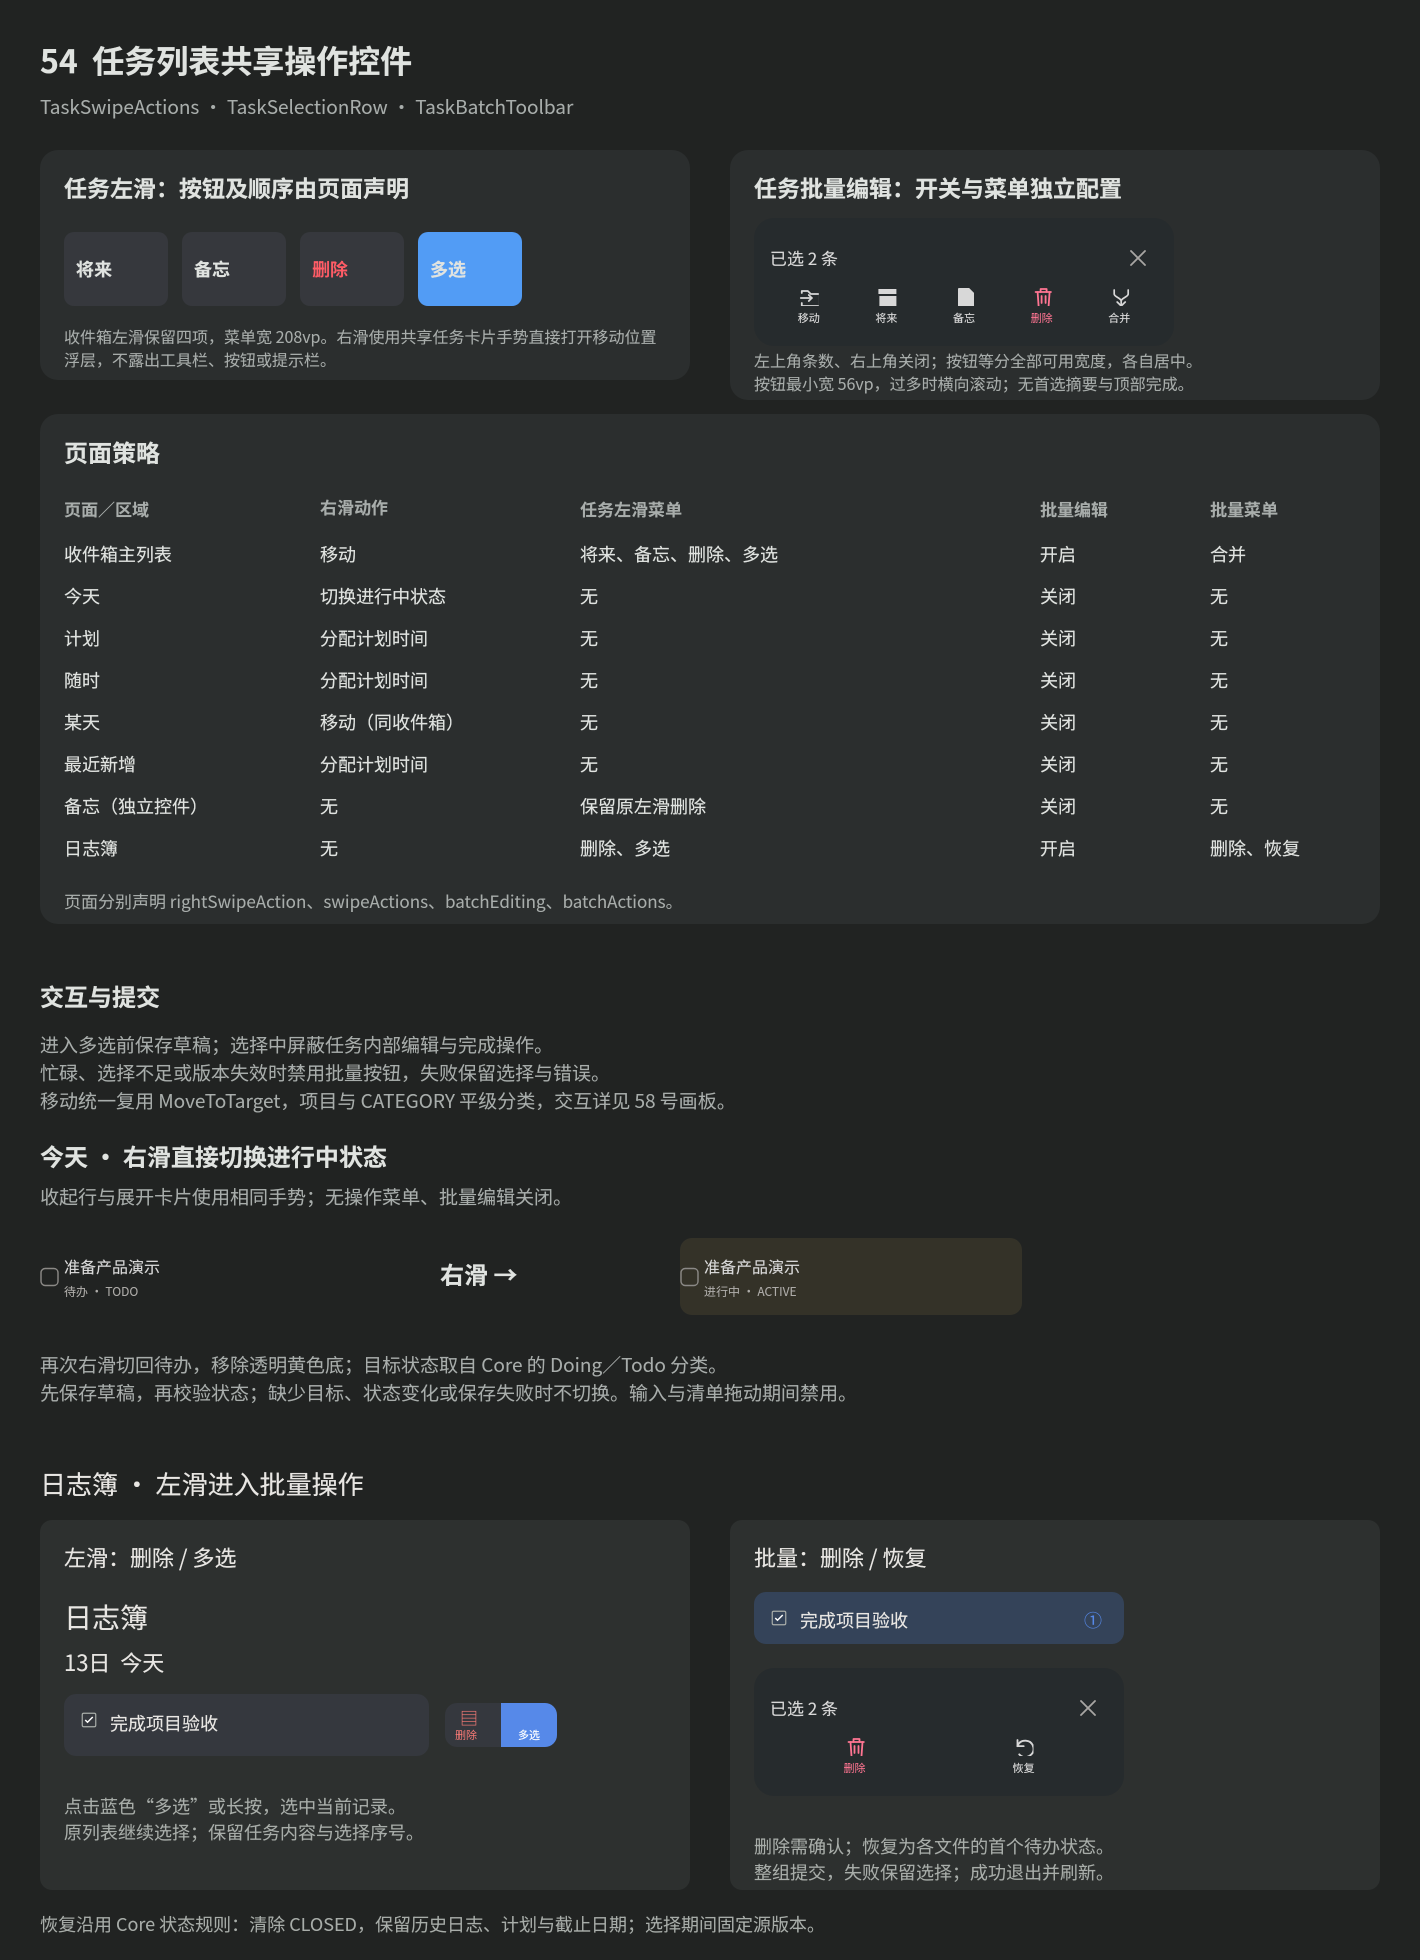 54 任务列表共享操作控件
TaskSwipeActions · TaskSelectionRow · TaskBatchToolbar
任务左滑：按钮及顺序由页面声明
将来 备忘 删除 多选
收件箱左滑保留四项，菜单宽 208vp。右滑使用共享任务卡片手势直接打开移动位置
浮层，不露出工具栏、按钮或提示栏。
任务批量编辑：开关与菜单独立配置
已选 2 条
移动 将来 备忘 删除 合并
左上角条数、右上角关闭；按钮等分全部可用宽度，各自居中。
按钮最小宽 56vp，过多时横向滚动；无首选摘要与顶部完成。
页面策略
页面／区域 右滑动作 任务左滑菜单 批量编辑 批量菜单
收件箱主列表 移动 将来、备忘、删除、多选 开启 合并
今天 切换进行中状态 无 关闭 无
计划 分配计划时间 无 关闭 无
随时 分配计划时间 无 关闭 无
某天 移动（同收件箱） 无 关闭 无
最近新增 分配计划时间 无 关闭 无
备忘（独立控件） 无 保留原左滑删除 关闭 无
日志簿 无 删除、多选 开启 删除、恢复
页面分别声明 rightSwipeAction、swipeActions、batchEditing、batchActions。
交互与提交
进入多选前保存草稿；选择中屏蔽任务内部编辑与完成操作。
忙碌、选择不足或版本失效时禁用批量按钮，失败保留选择与错误。
移动统一复用 MoveToTarget，项目与 CATEGORY 平级分类，交互详见 58 号画板。
今天 · 右滑直接切换进行中状态
收起行与展开卡片使用相同手势；无操作菜单、批量编辑关闭。
准备产品演示
待办 · TODO
右滑 →
准备产品演示
进行中 · ACTIVE
再次右滑切回待办，移除透明黄色底；目标状态取自 Core 的 Doing／Todo 分类。
先保存草稿，再校验状态；缺少目标、状态变化或保存失败时不切换。输入与清单拖动期间禁用。
日志簿 · 左滑进入批量操作
左滑：删除 / 多选
日志簿
13日 今天
完成项目验收
删除 多选
点击蓝色“多选”或长按，选中当前记录。
原列表继续选择；保留任务内容与选择序号。
批量：删除 / 恢复
完成项目验收 ①
已选 2 条
删除 恢复
删除需确认；恢复为各文件的首个待办状态。
整组提交，失败保留选择；成功退出并刷新。
恢复沿用 Core 状态规则：清除 CLOSED，保留历史日志、计划与截止日期；选择期间固定源版本。